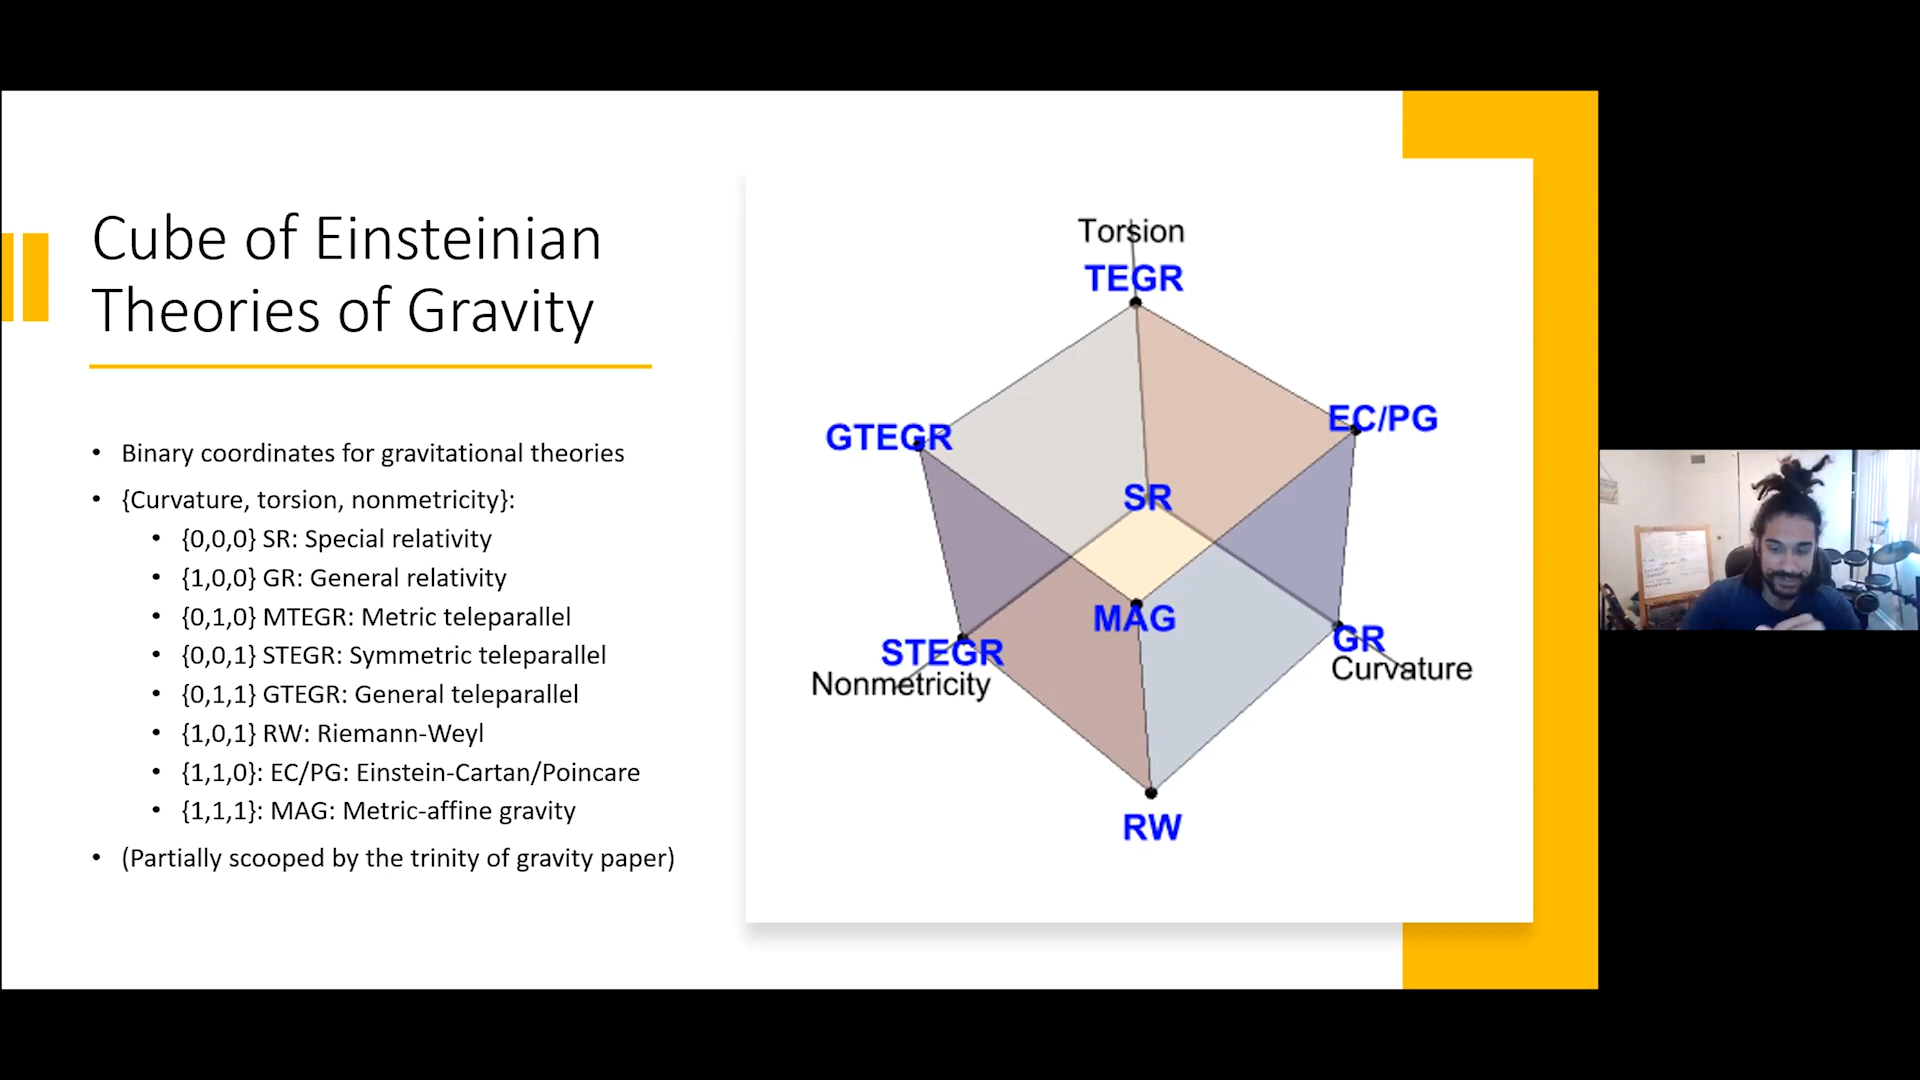 Cube of Einsteinian
Theories of Gravity
• Binary coordinates for gravitational theories
• {Curvature, torsion, nonmetricity}:
• {0,0,0} SR: Special relativity
• {1,0,0} GR: General relativity
• {0,1,0} MTEGR: Metric teleparallel
• {0,0,1} STEGR: Symmetric teleparallel
• {0,1,1} GTEGR: General teleparallel
• {1,0,1} RW: Riemann-Weyl
• {1,1,0}: EC/PG: Einstein-Cartan/Poincare
• {1,1,1}: MAG: Metric-affine gravity
• (Partially scooped by the trinity of gravity paper)
Torsion
TEGR
EC/PG
GTEGR
SR
MAG
STEGR
Nonmetricity
GR
Curvature
RW